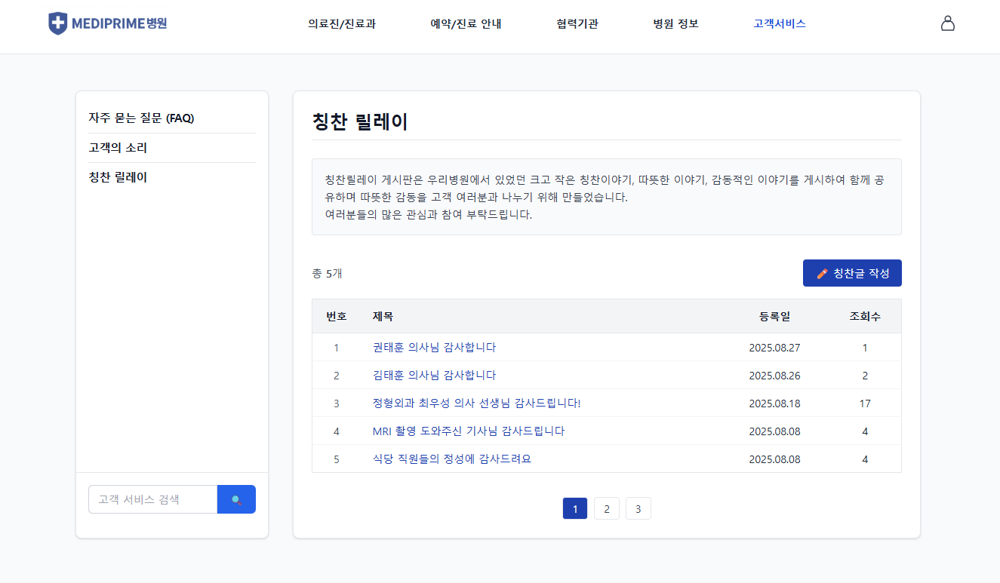 MEDIPRIME병원
의료진/진료과
예약/진료 안내
협력기관
병원 정보
고객서비스
자주 묻는 질문 (FAQ)
고객의 소리
칭찬 릴레이
고객 서비스 검색
칭찬 릴레이
칭찬릴레이 게시판은 우리병원에서 있었던 크고 작은 칭찬이야기, 따뜻한 이야기, 감동적인 이야기를 게시하여 함께 공
유하며 따뜻한 감동을 고객 여러분과 나누기 위해 만들었습니다.
여러분들의 많은 관심과 참여 부탁드립니다.
총 5개
칭찬글 작성
번호 제목 등록일 조회수
1 권태훈 의사님 감사합니다 2025.08.27 1
2 김태훈 의사님 감사합니다 2025.08.26 2
3 정형외과 최우성 의사 선생님 감사드립니다! 2025.08.18 17
4 MRI 촬영 도와주신 기사님 감사드립니다 2025.08.08 4
5 식당 직원들의 정성에 감사드려요 2025.08.08 4
1 2 3